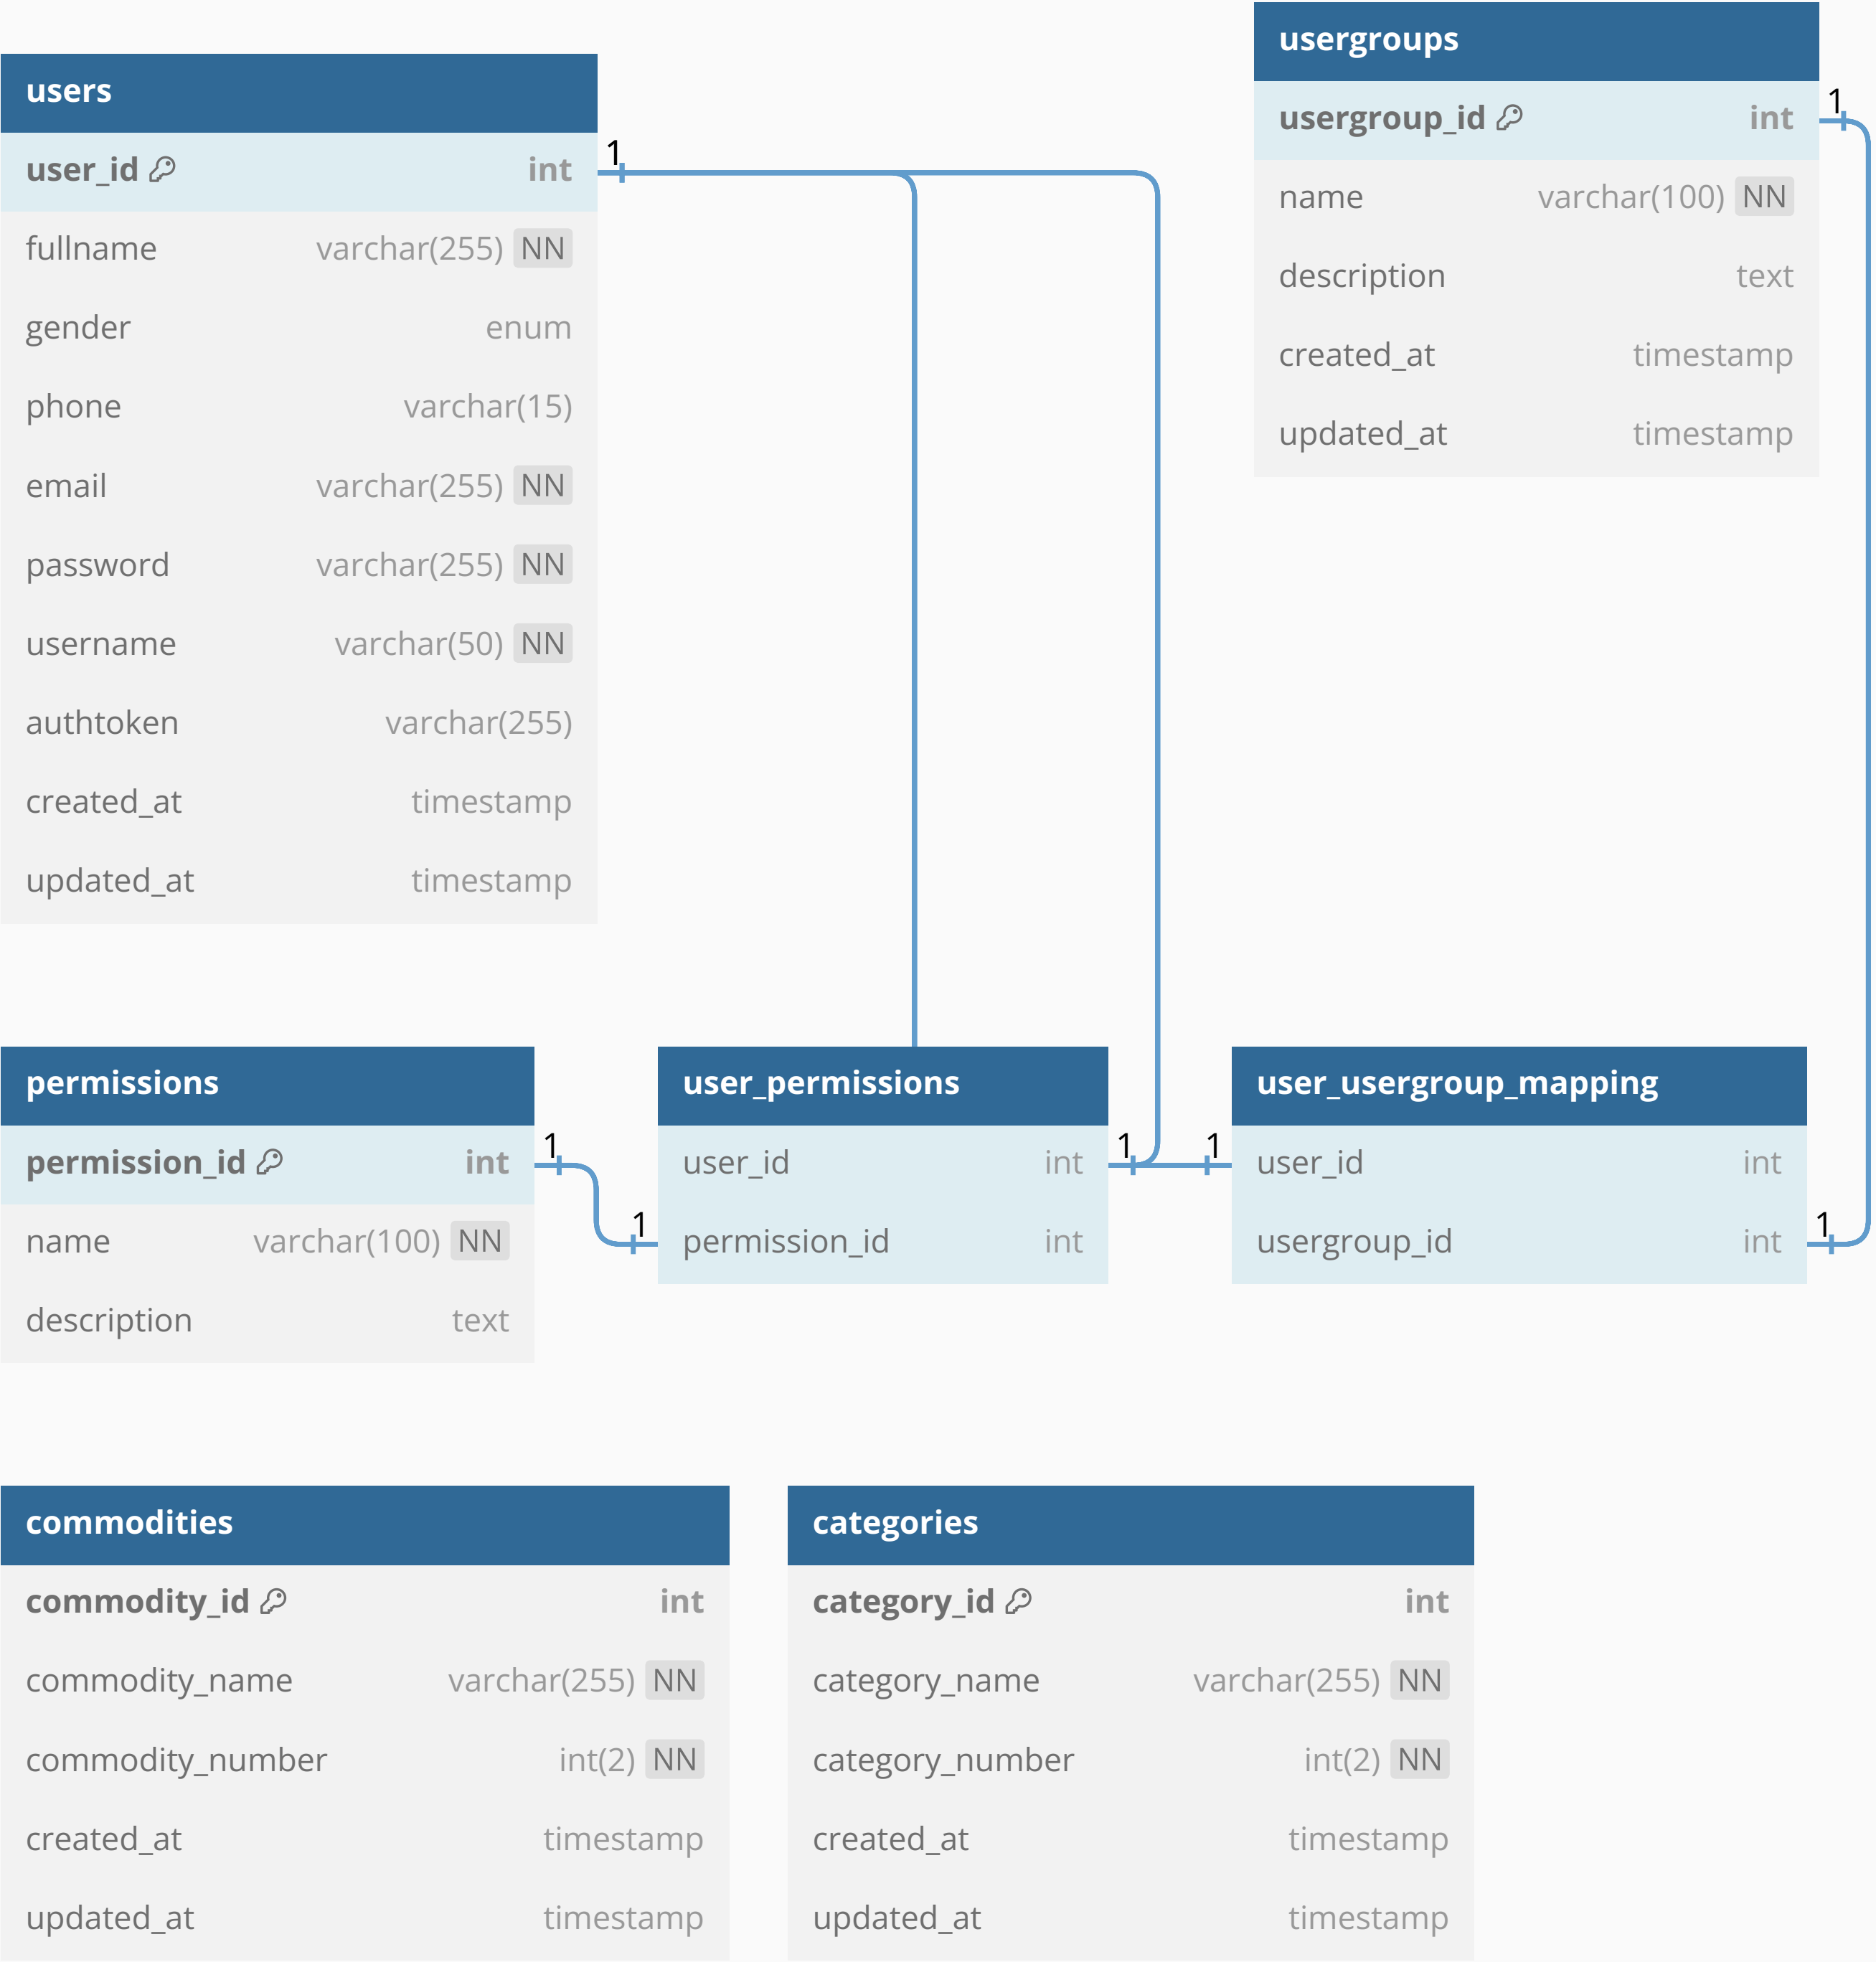 users
user_id int
fullname varchar(255) NN
gender enum
phone varchar(15)
email varchar(255) NN
password varchar(255) NN
username varchar(50) NN
authtoken varchar(255)
created_at timestamp
updated_at timestamp
1
usergroups
usergroup_id int
name varchar(100) NN
description text
created_at timestamp
updated_at timestamp
1
permissions
permission_id int
name varchar(100) NN
description text
1
1
user_permissions
user_id int
permission_id int
1
1
user_usergroup_mapping
user_id int
usergroup_id int
1
commodities
commodity_id int
commodity_name varchar(255) NN
commodity_number int(2) NN
created_at timestamp
updated_at timestamp
categories
category_id int
category_name varchar(255) NN
category_number int(2) NN
created_at timestamp
updated_at timestamp